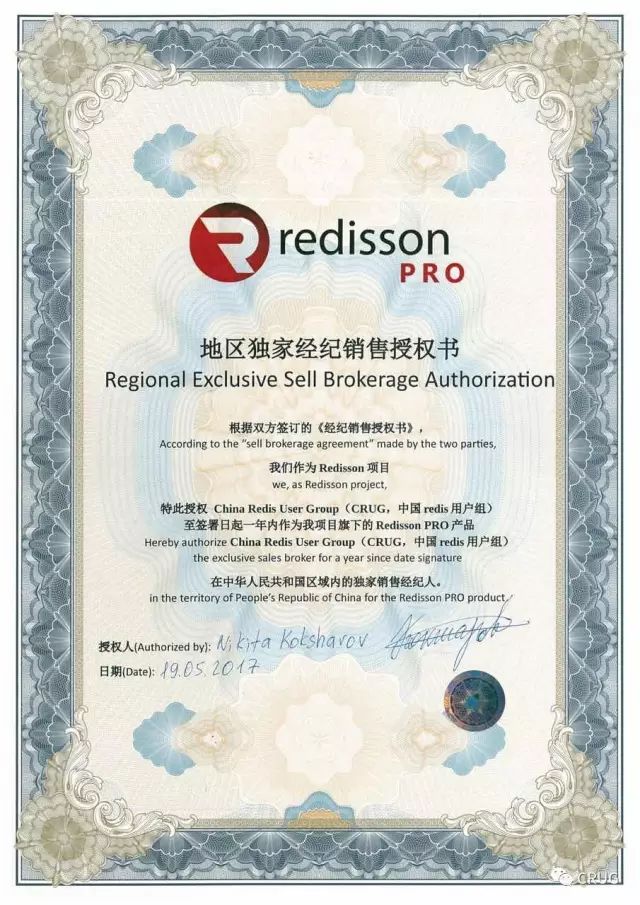 redisson
PRO
地区独家经纪销售授权书
Regional Exclusive Sell Brokerage Authorization
根据双方签订的《经纪销售授权书》，
According to the "sell brokerage agreement" made by the two parties,
我们作为 Redisson 项目
we, as Redisson project,
特此授权 China Redis User Group（CRUG，中国 redis 用户组）
至签署日起一年内作为我项目旗下的 Redisson PRO 产品
Hereby authorize China Redis User Group（CRUG，中国 redis 用户组）
the exclusive sales broker for a year since date signature
在中华人民共和国区域内的独家销售经纪人。
in the territory of People's Republic of China for the Redisson PRO product
授权人(Authorized by): Nikita Koksharov
日期(Date): 19.05.2017
CRUG